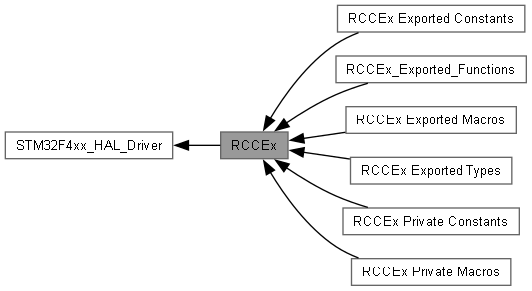 RCCEx Exported Constants
RCCEx_Exported_Functions
RCCEx Exported Macros
STM32F4xx_HAL_Driver
RCCEx
RCCEx Exported Types
RCCEx Private Constants
RCCEx Private Macros